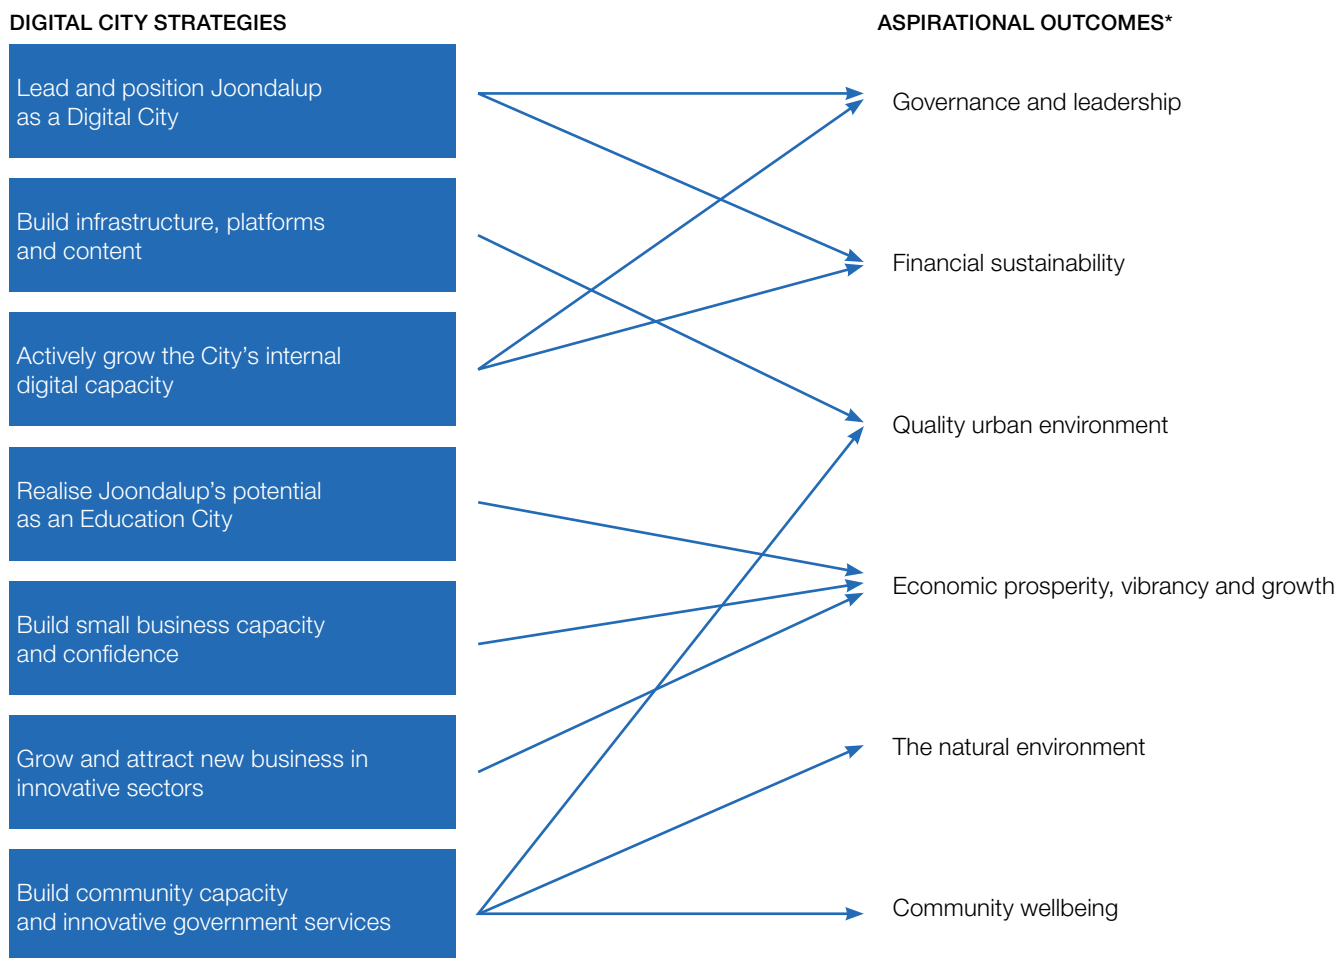 DIGITAL CITY STRATEGIES
Lead and position Joondalup
as a Digital City
Build infrastructure, platforms
and content
Actively grow the City’s internal
digital capacity
Realise Joondalup’s potential
as an Education City
Build small business capacity
and confidence
Grow and attract new business in
innovative sectors
Build community capacity
and innovative government services
ASPIRATIONAL OUTCOMES*
Governance and leadership
Financial sustainability
Quality urban environment
Economic prosperity, vibrancy and growth
The natural environment
Community wellbeing